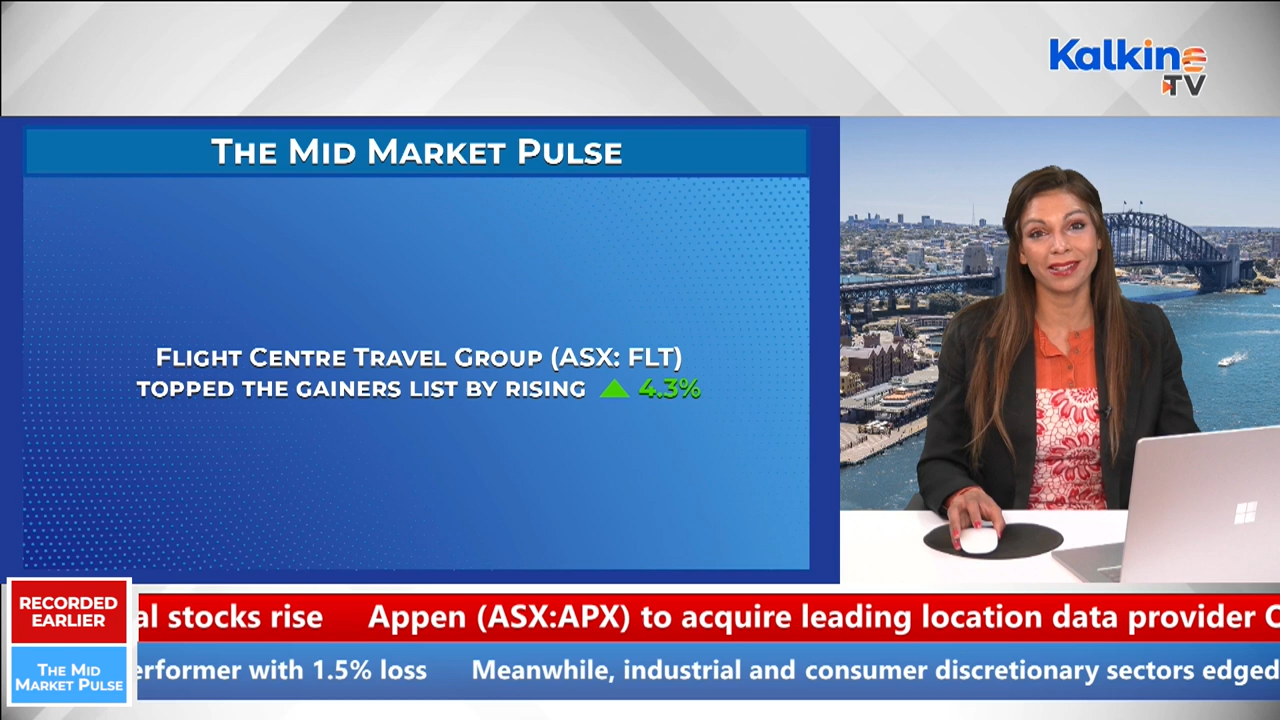 Kalkine
TV
THE MID MARKET PULSE
FLIGHT CENTRE TRAVEL GROUP (ASX: FLT)
TOPPED THE GAINERS LIST BY RISING ▲ 4.3%
RECORDED
EARLIER
al stocks rise Appen (ASX:APX) to acquire leading location data provider
THE MID
MARKET PULSE
erformer with 1.5% loss Meanwhile, industrial and consumer discretionary sectors edged